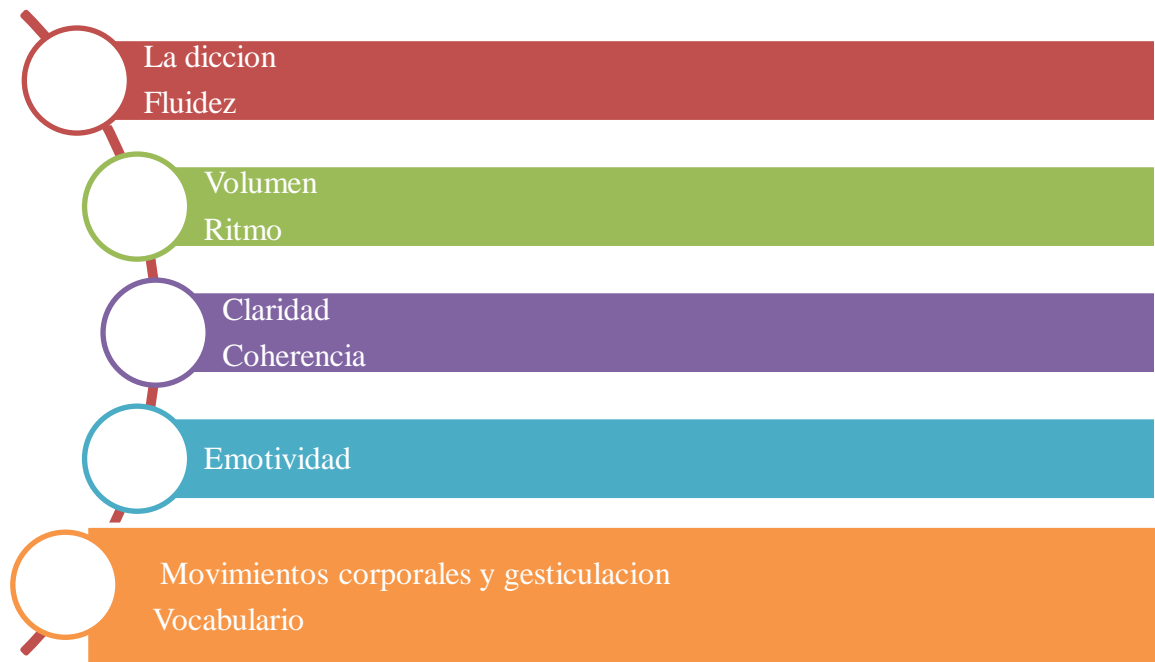 La diccion
Fluidez
Volumen
Ritmo
Claridad
Coherencia
Emotividad
Movimientos corporales y gesticulacion
Vocabulario